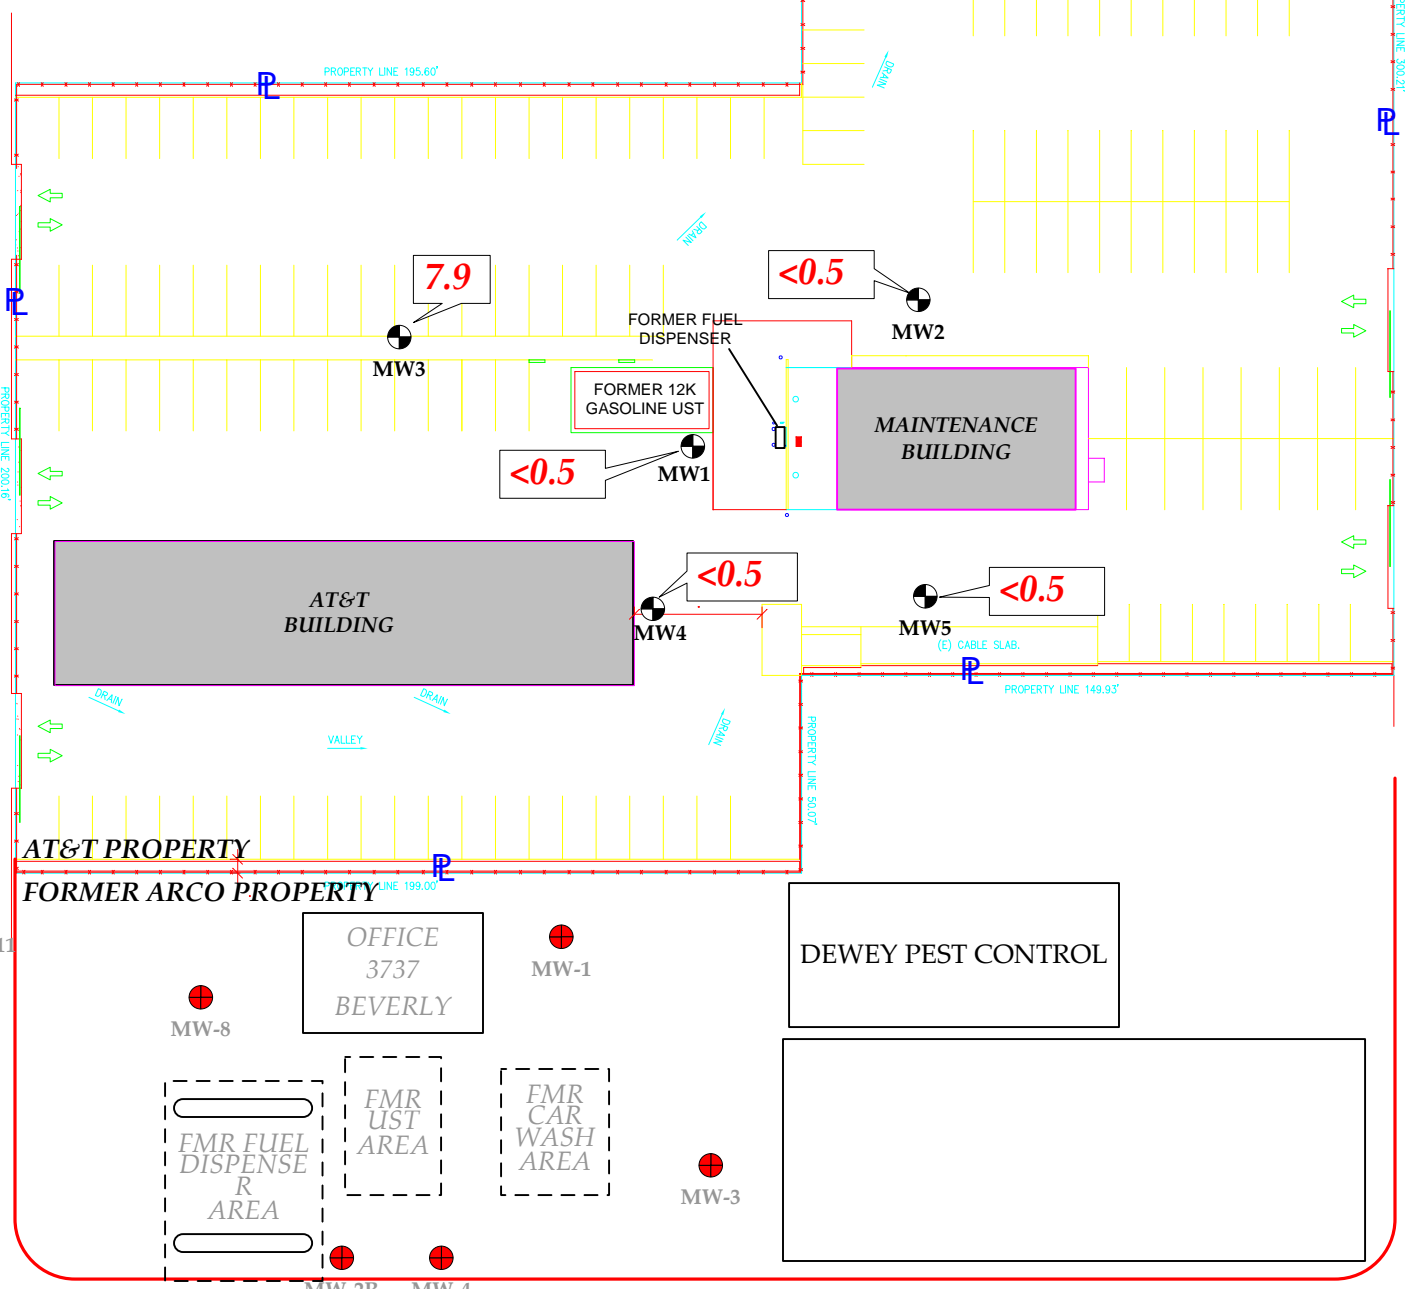 PROPERTY LINE 195.60'
PROPERTY LINE 300.21'
PL
PL
DRAIN
DRAIN
7.9
<0.5
PL
MW3
MW2
FORMER FUEL
DISPENSER
FORMER 12K
GASOLINE UST
MAINTENANCE
BUILDING
PROPERTY LINE 200.16'
<0.5
MW1
AT&T
BUILDING
<0.5
MW4
<0.5
MW5
(E) CABLE SLAB.
PL
PROPERTY LINE 149.93'
DRAIN
DRAIN
DRAIN
VALLEY
PROPERTY LINE 50.07'
AT&T PROPERTY
PL
PROPERTY LINE 199.00'
FORMER ARCO PROPERTY
OFFICE
3737
BEVERLY
MW-1
DEWEY PEST CONTROL
MW-8
FMR
UST
AREA
FMR
CAR
WASH
AREA
FMR FUEL
DISPENSE
R
AREA
MW-3
MW-2B
MW-4